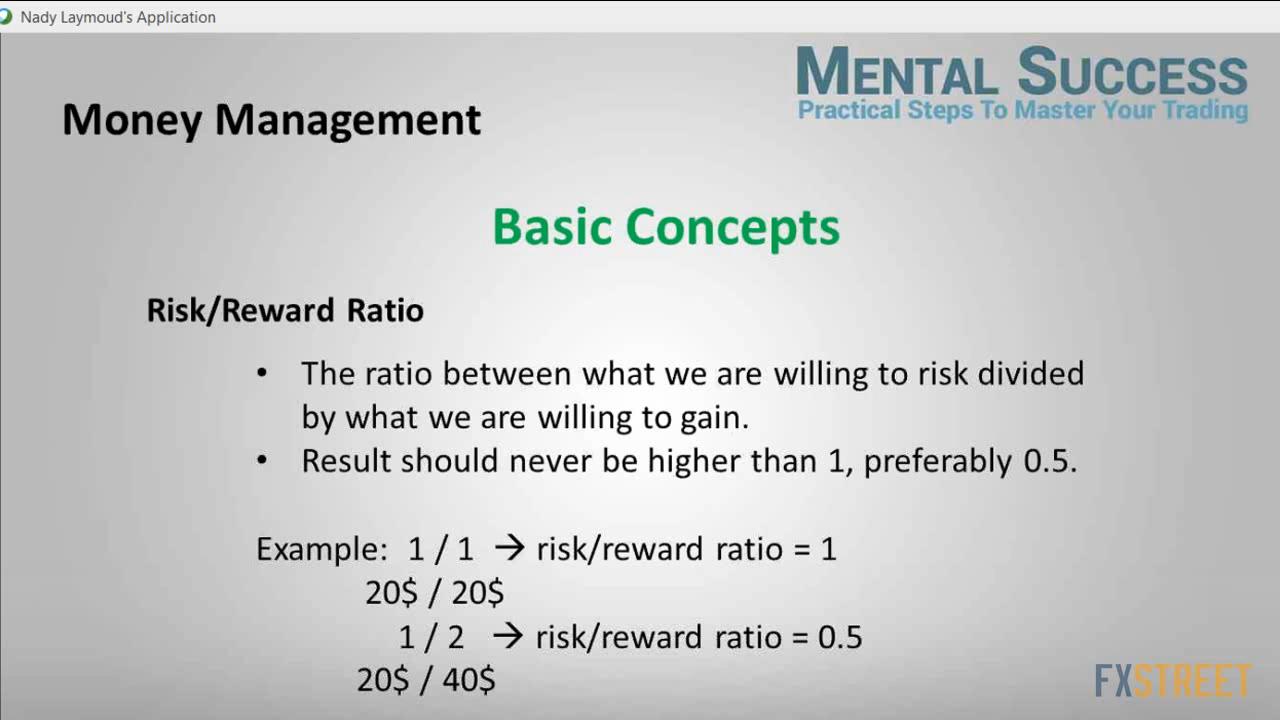 Nady Laymoud's Application
MENTAL SUCCESS
Practical Steps To Master Your Trading
Money Management
Basic Concepts
Risk/Reward Ratio
• The ratio between what we are willing to risk divided
by what we are willing to gain.
• Result should never be higher than 1, preferably 0.5.
Example: 1 / 1 → risk/reward ratio = 1
20$ / 20$
1 / 2 → risk/reward ratio = 0.5
20$ / 40$
FXSTREET